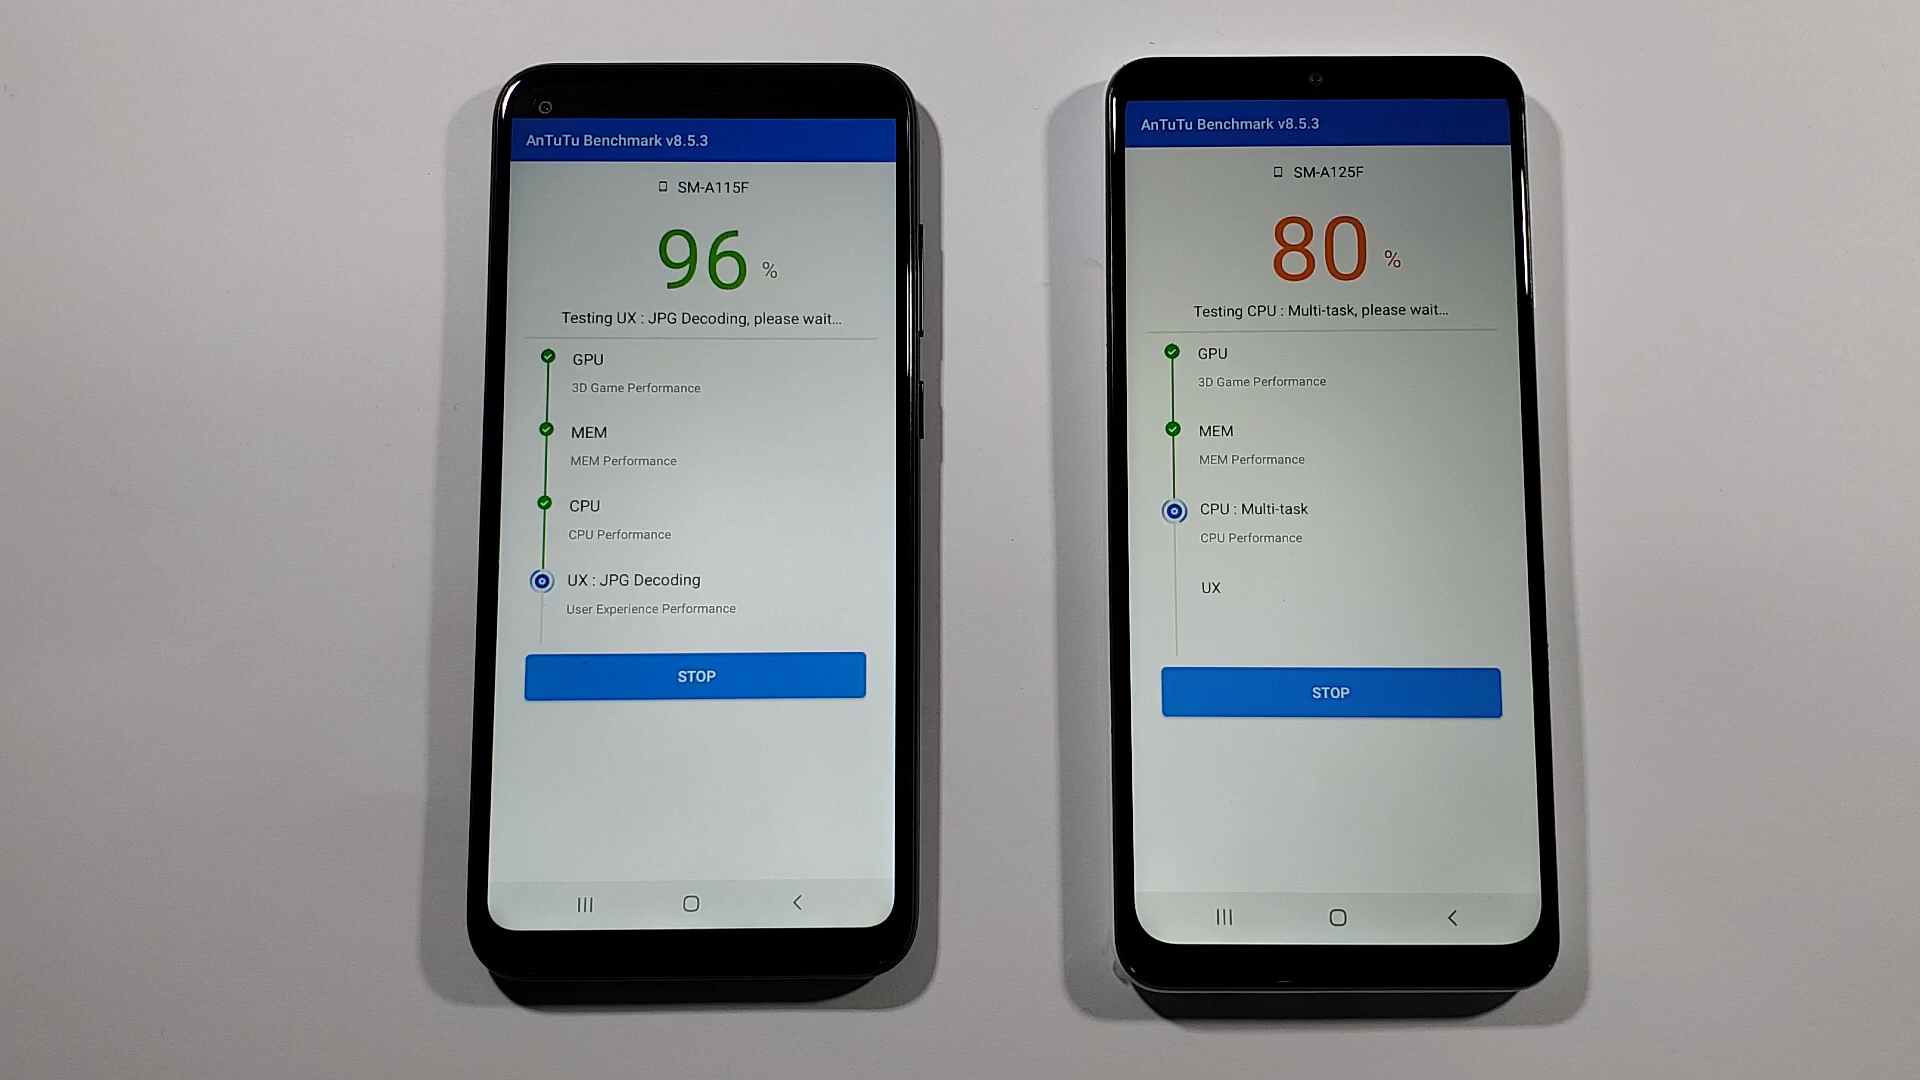 AnTuTu Benchmark v8.5.3
SM-A115F
96 %
Testing UX : JPG Decoding, please wait...
GPU
3D Game Performance
MEM
MEM Performance
CPU
CPU Performance
UX : JPG Decoding
User Experience Performance
STOP
AnTuTu Benchmark v8.5.3
SM-A125F
80 %
Testing CPU : Multi-task, please wait...
GPU
3D Game Performance
MEM
MEM Performance
CPU : Multi-task
CPU Performance
UX
STOP